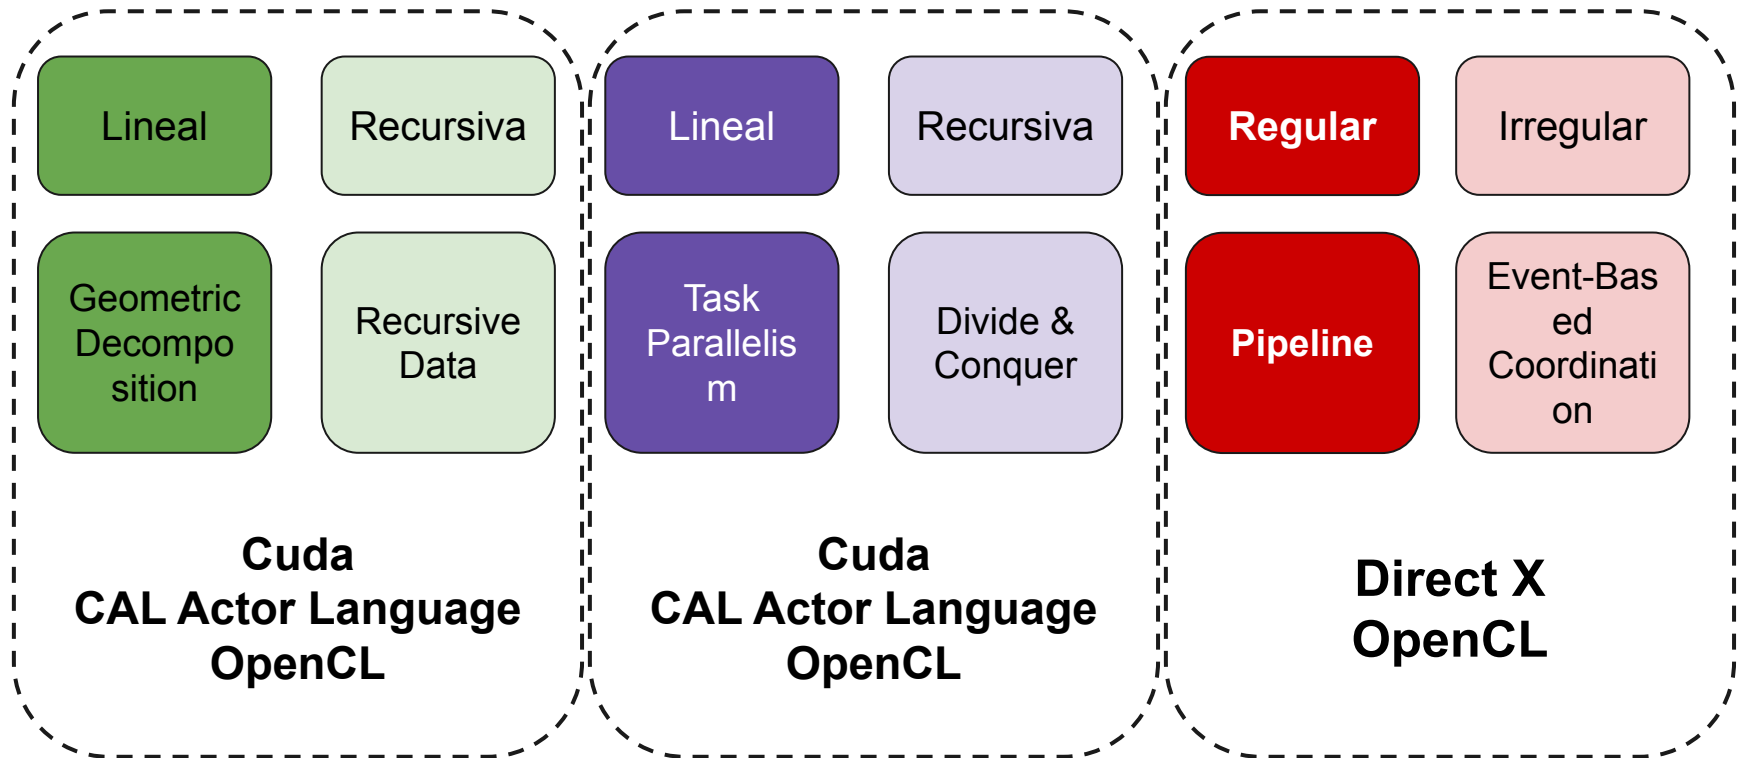 Lineal
Recursiva
Geometric
Decompo
sition
Recursive
Data
Cuda
CAL Actor Language
OpenCL
Lineal
Recursiva
Task
Parallelis
m
Divide &
Conquer
Cuda
CAL Actor Language
OpenCL
Regular
Irregular
Pipeline
Event-Bas
ed
Coordinati
on
Direct X
OpenCL